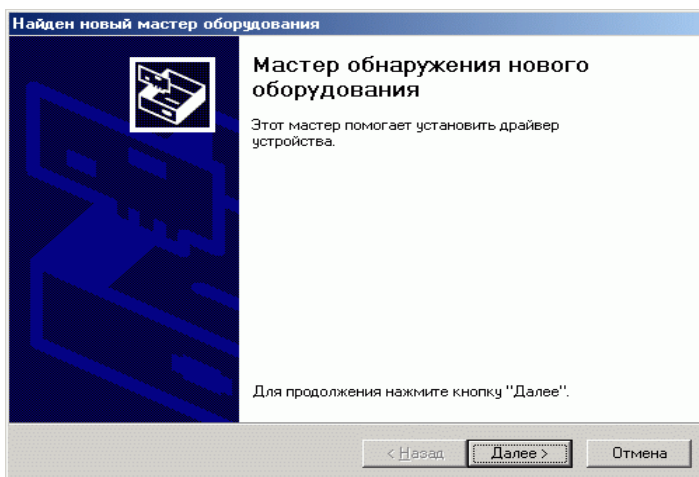 Найден новый мастер оборудования
Мастер обнаружения нового
оборудования
Этот мастер помогает установить драйвер
устройства.
Для продолжения нажмите кнопку "Далее".
< Назад
Далее >
Отмена